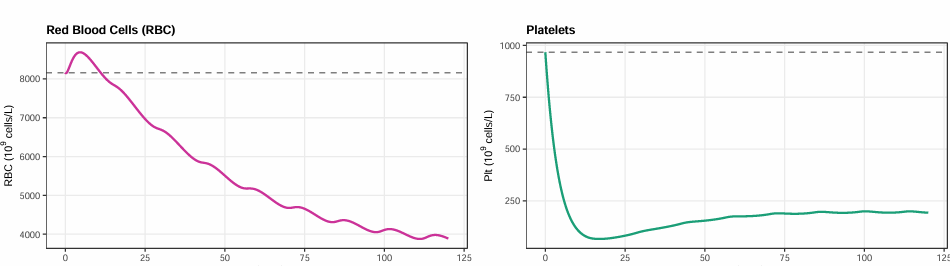 Red Blood Cells (RBC)
RBC (10⁹ cells/L)
8000
7000
6000
5000
4000
0 25 50 75 100 125
Platelets
Plt (10⁹ cells/L)
1000
750
500
250
0 25 50 75 100 125